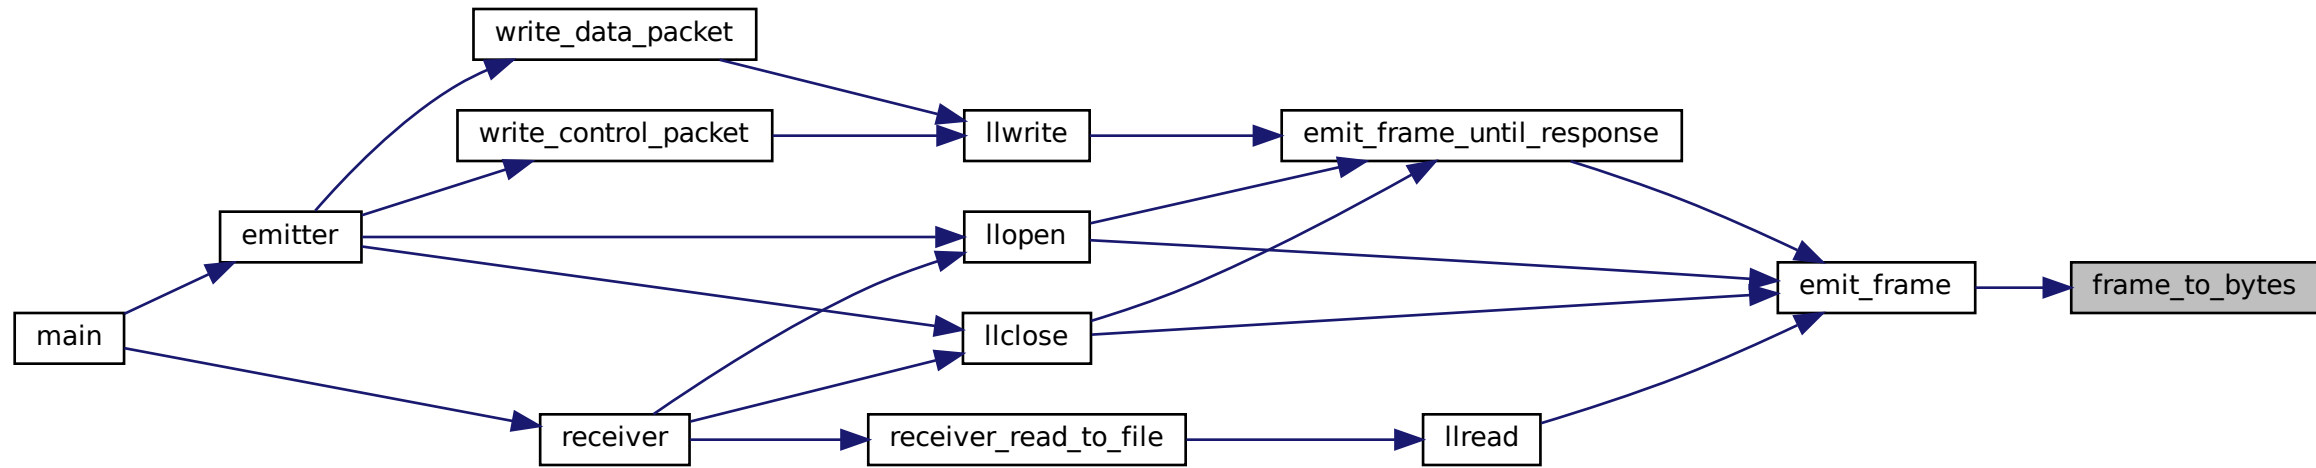 write_data_packet
write_control_packet
llwrite
emit_frame_until_response
emitter
llopen
emit_frame
frame_to_bytes
main
llclose
receiver
receiver_read_to_file
llread